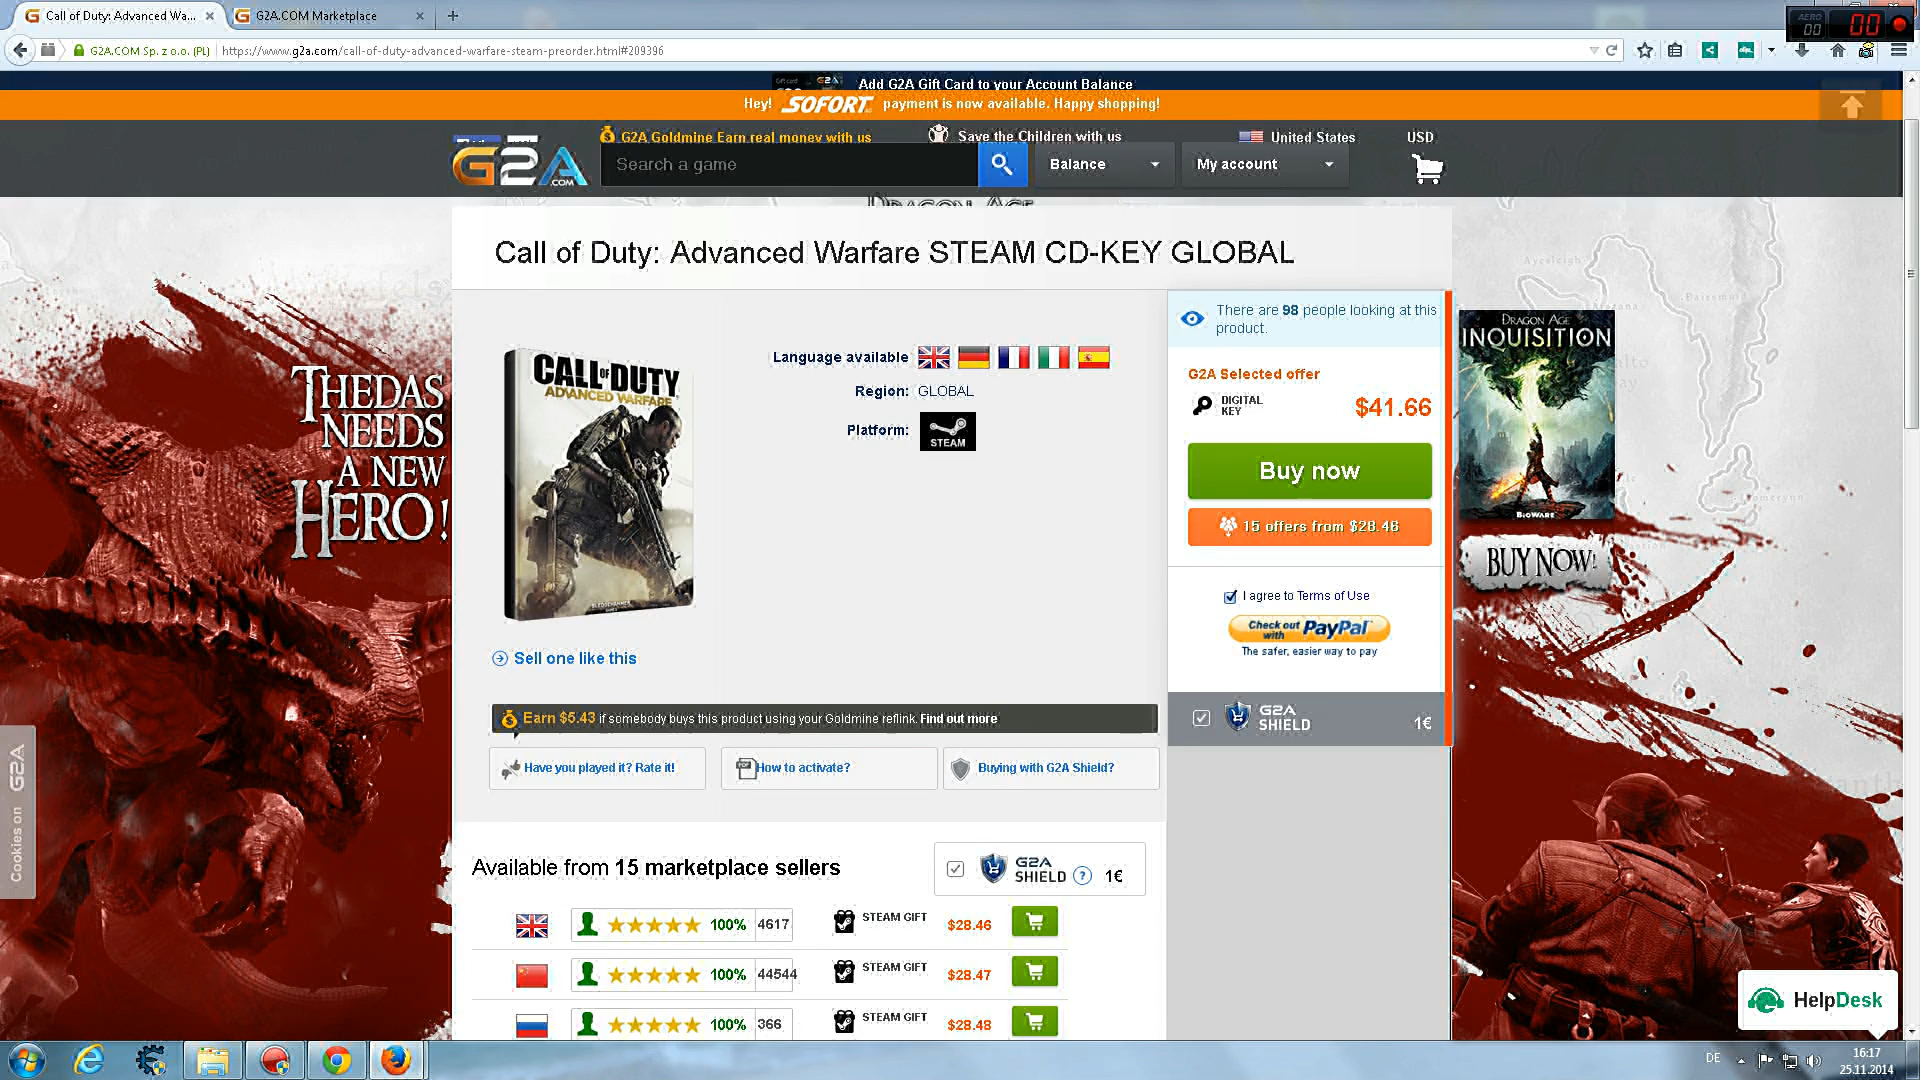 Call of Duty: Advanced Wa...
G2A.COM Marketplace
AERO
00
00
G2A.COM Sp. z o.o. (PL)
https://www.g2a.com/call-of-duty-advanced-warfare-steam-preorder.html#209396
Add G2A Gift Card to your Account Balance
Hey! SOFORT payment is now available. Happy shopping!
G2A Goldmine Earn real money with us
Save the Children with us
United States
USD
G2A.COM
Search a game
Balance
My account
DRAGON AGE
Call of Duty: Advanced Warfare STEAM CD-KEY GLOBAL
THEDAS
NEEDS
A NEW
HERO!
CALL OF DUTY
ADVANCED WARFARE
SLEDGEHAMMER
GAMES
Language available
Region: GLOBAL
Platform: STEAM
There are 98 people looking at this
product.
G2A Selected offer
DIGITAL
KEY
$41.66
Buy now
15 offers from $28.46
I agree to Terms of Use
Check out
with PayPal
The safer, easier way to pay
G2A
SHIELD
1€
DRAGON AGE
INQUISITION
BIOWARE
BUY NOW!
Sell one like this
Earn $5.43 if somebody buys this product using your Goldmine reflink. Find out more
Have you played it? Rate it!
How to activate?
Buying with G2A Shield?
Cookies on G2A
Available from 15 marketplace sellers
G2A
SHIELD ? 1€
100% 4617 STEAM GIFT $28.46
100% 44544 STEAM GIFT $28.47
100% 366 STEAM GIFT $28.48
HelpDesk
DE
16:17
25.11.2014